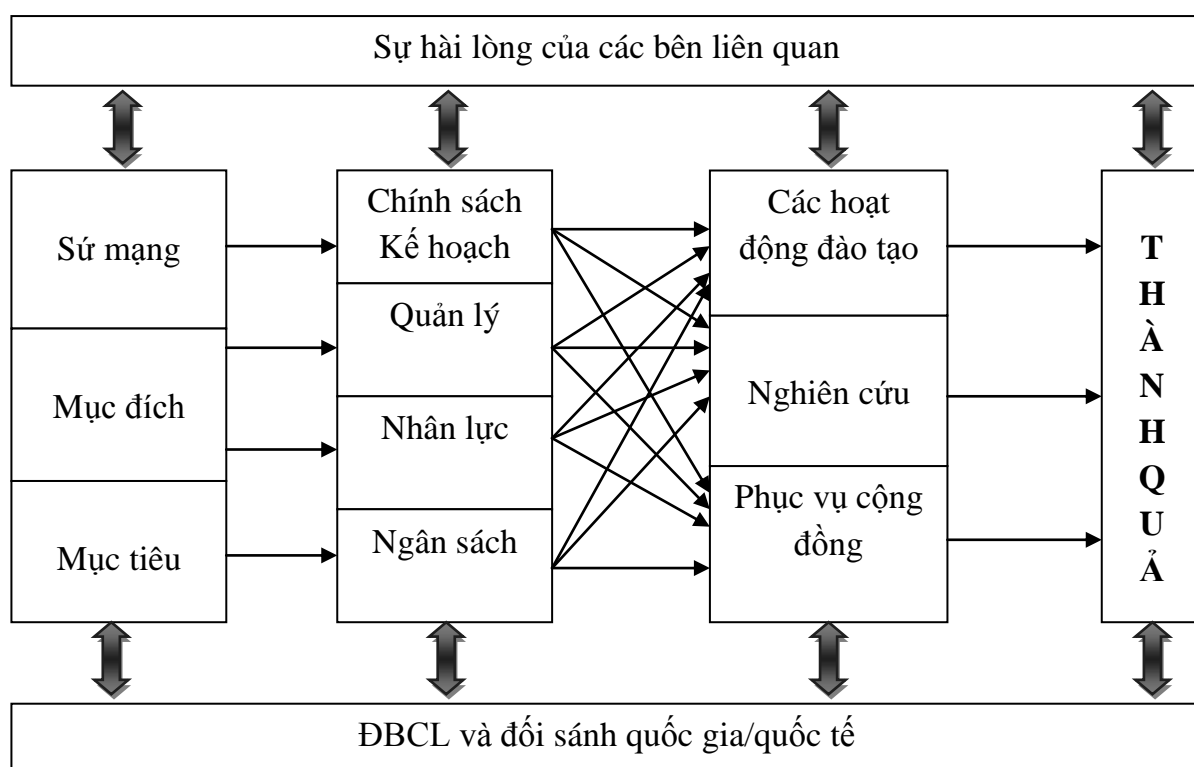 Sự hài lòng của các bên liên quan
Sứ mạng
Mục đích
Mục tiêu
Chính sách
Kế hoạch
Quản lý
Nhân lực
Ngân sách
Các hoạt
động đào tạo
Nghiên cứu
Phục vụ cộng
đồng
T
H
À
N
H
Q
U
Ả
ĐBCL và đối sánh quốc gia/quốc tế